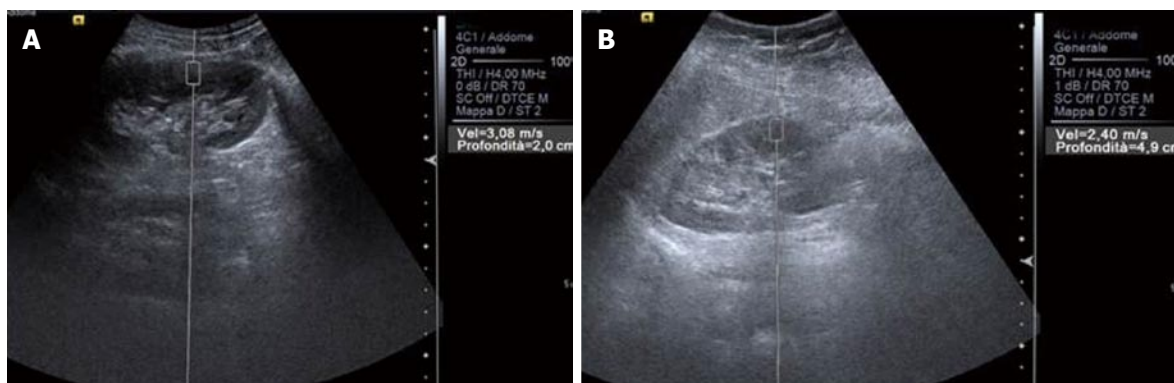 A
4C1 / Addome
Generale
2D 100%
THI / H4,00 MHz
0 dB / DR 70
SC Off / DTCE M
Mappa D / ST 2
Vel=3,08 m/s
Profondità=2,0 cm
B
4C1 / Addome
Generale
2D 100
THI / H4,00 MHz
1 dB / DR 70
SC Off / DTCE M
Mappa D / ST 2
Vel=2,40 m/s
Profondità=4,9 cm